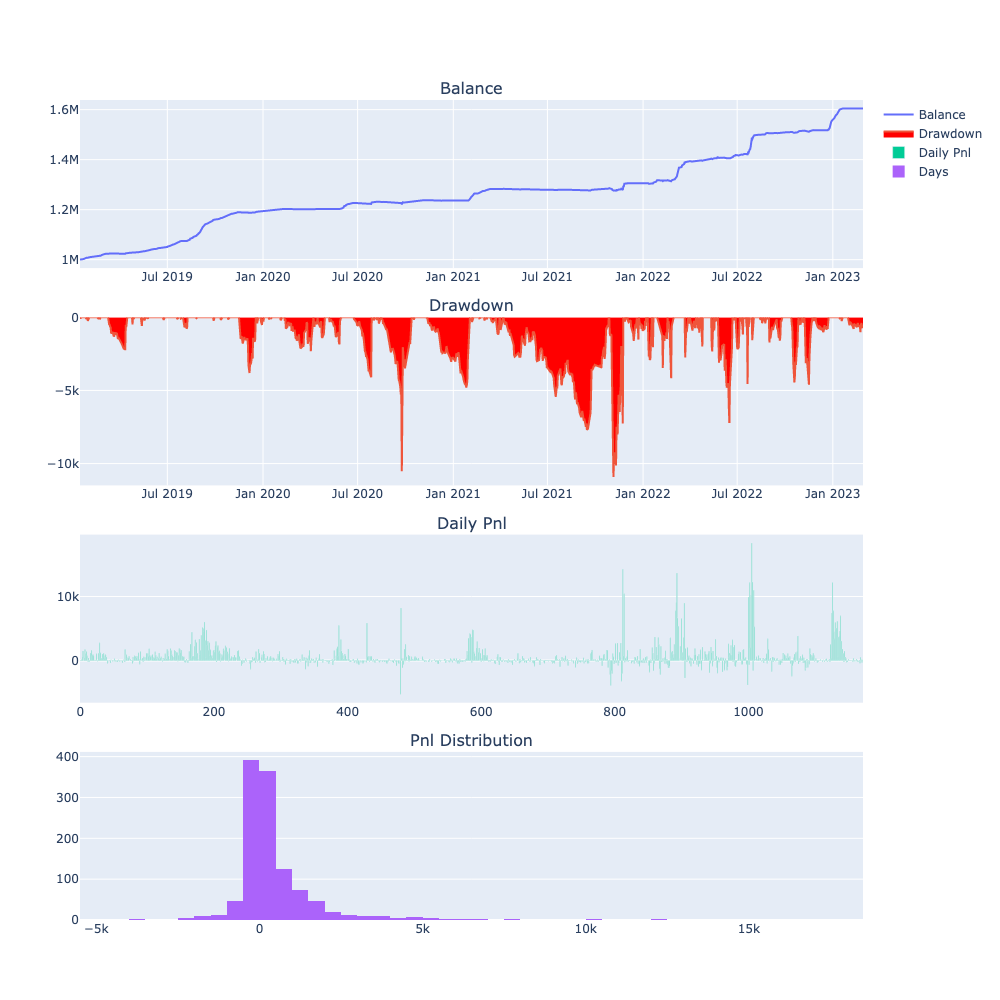 Balance
1.6M
1.4M
1.2M
1M
Jul 2019 Jan 2020 Jul 2020 Jan 2021 Jul 2021 Jan 2022 Jul 2022 Jan 2023
Balance
Drawdown
Daily Pnl
Days
Drawdown
0
−5k
−10k
Jul 2019 Jan 2020 Jul 2020 Jan 2021 Jul 2021 Jan 2022 Jul 2022 Jan 2023
Daily Pnl
10k
0
0 200 400 600 800 1000
Pnl Distribution
400
300
200
100
0
−5k 0 5k 10k 15k